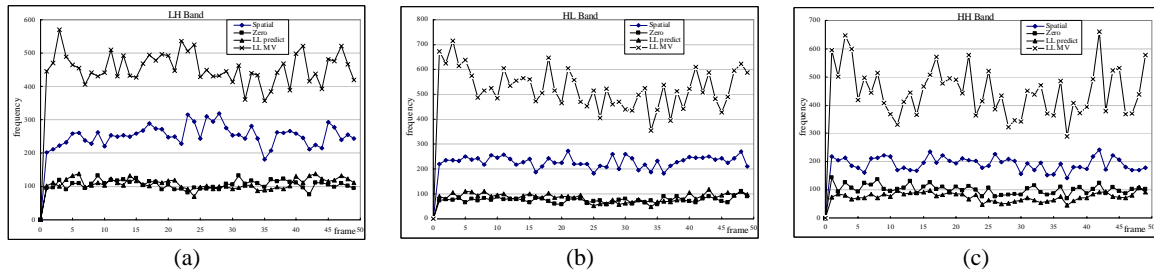 LH Band
Spatial
Zero
LL predict
LL MV
frequency
600
500
400
300
200
100
0
0 5 10 15 20 25 30 35 40 45 50
frame
(a)
HL Band
Spatial
Zero
LL predict
LL MV
frequency
800
700
600
500
400
300
200
100
0
0 5 10 15 20 25 30 35 40 45 50
frame
(b)
HH Band
Spatial
Zero
LL predict
LL MV
frequency
700
600
500
400
300
200
100
0
0 5 10 15 20 25 30 35 40 45 50
frame
(c)